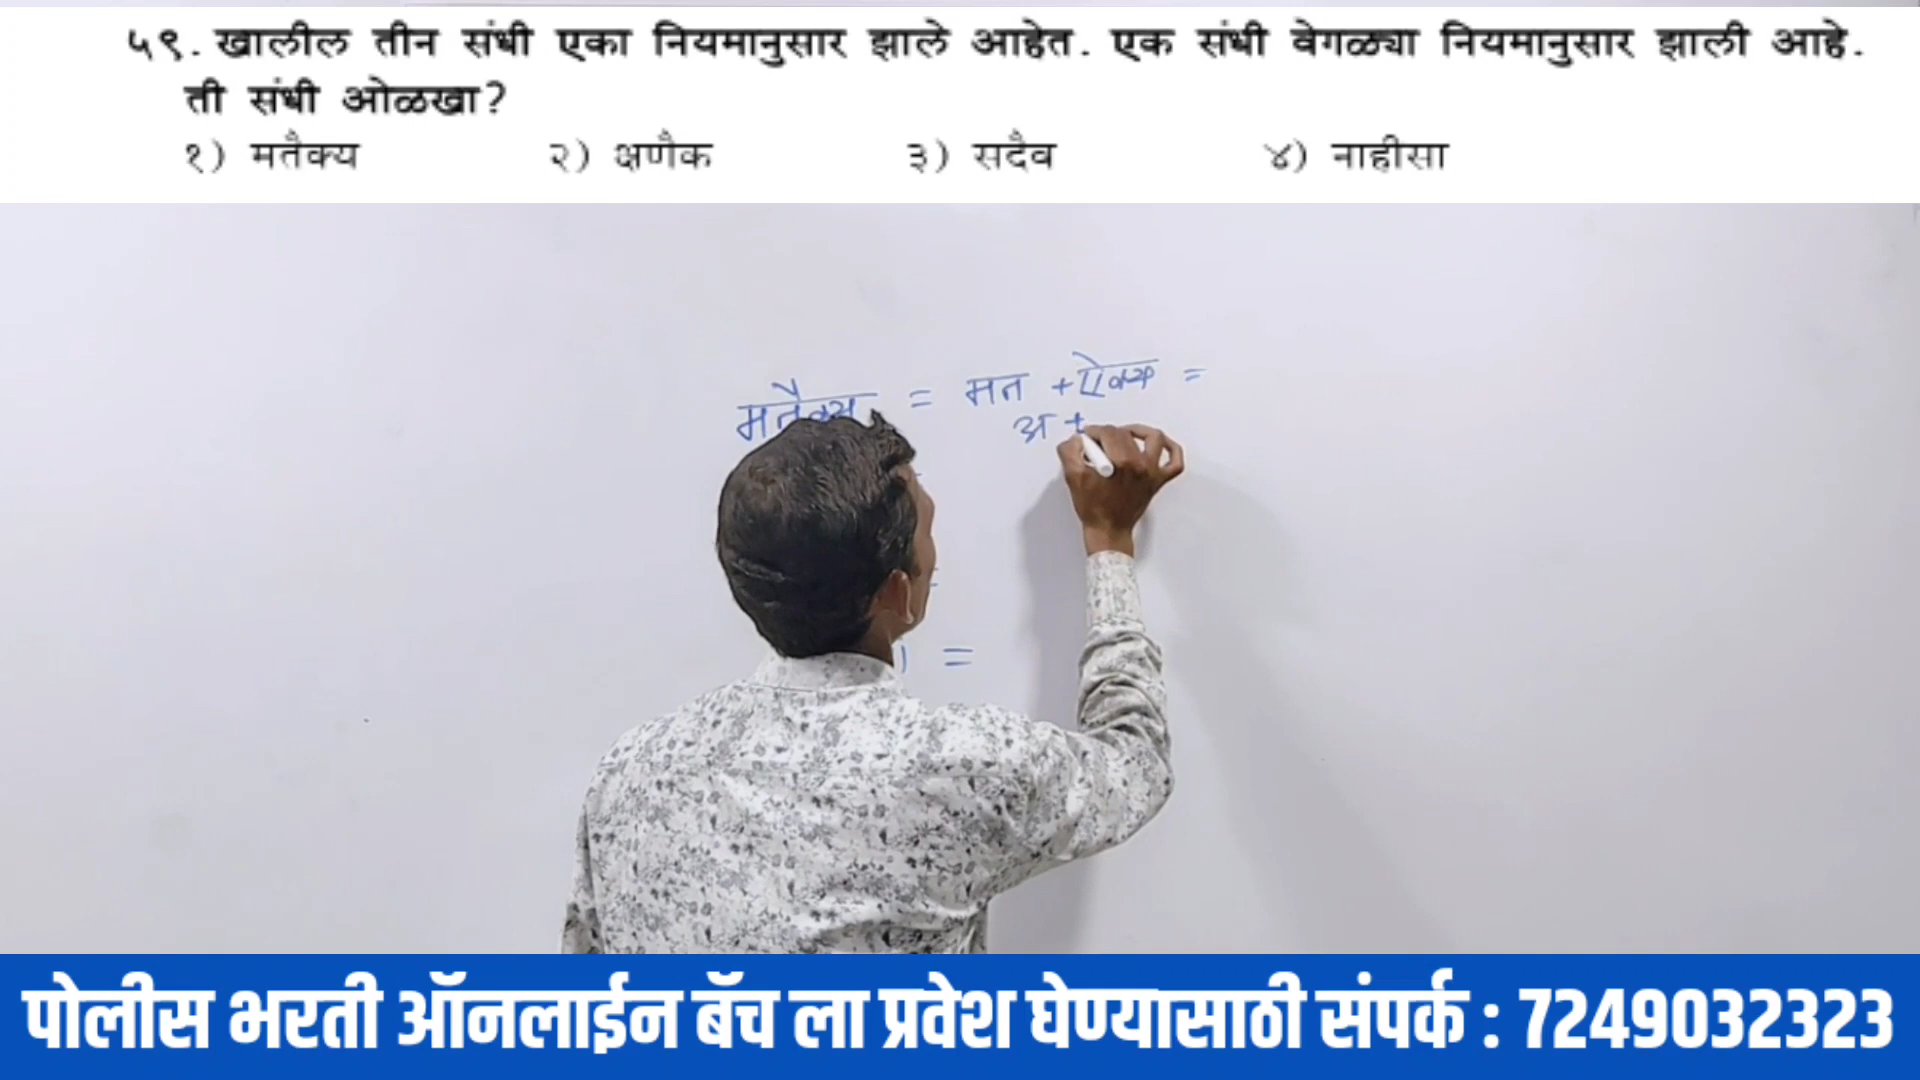 ५९. खालील तीन संधी एका नियमानुसार झाले आहेत. एक संधी वेगळ्या नियमानुसार झाली आहे.
ती संधी ओळखा?
१) मतैक्य २) क्षणैक ३) सदैव ४) नाहीसा
मतैक्य = मत + ऐक्य =
अ +
=
पोलीस भरती ऑनलाईन बॅच ला प्रवेश घेण्यासाठी संपर्क : 7249032323